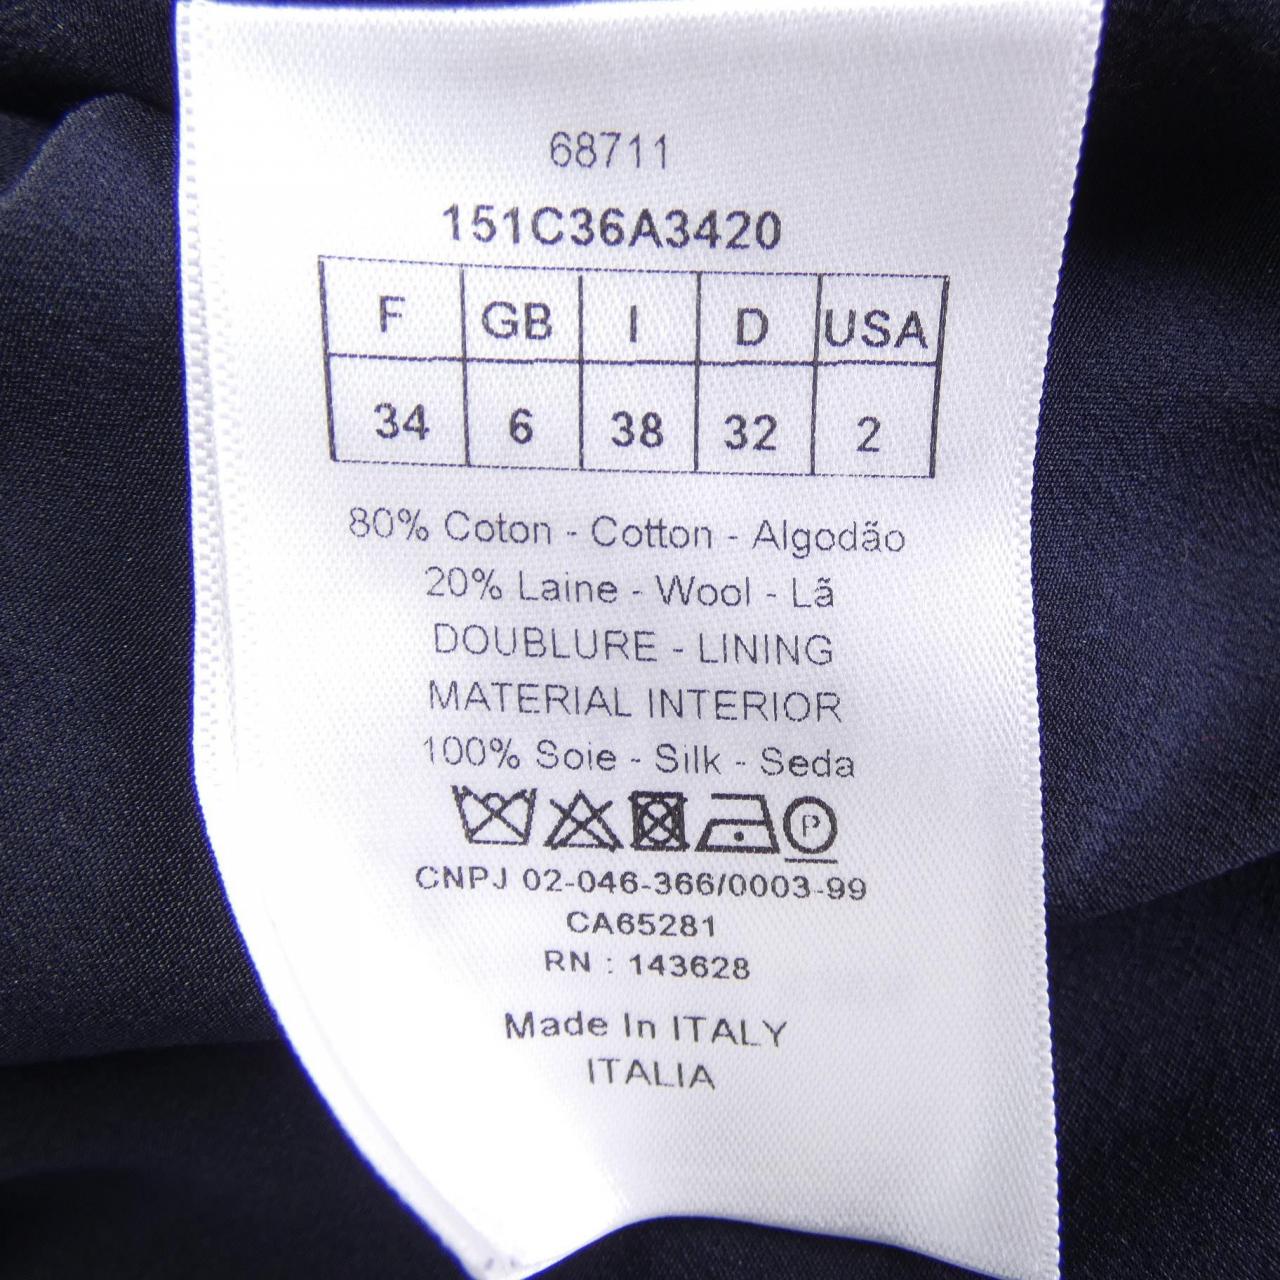 68711
151C36A3420
F GB I D USA
34 6 38 32 2
80% Coton - Cotton - Algodão
20% Laine - Wool - Lã
DOUBLURE - LINING
MATERIAL INTERIOR
100% Soie - Silk - Seda
P
CNPJ 02-046-366/0003-99
CA65281
RN : 143628
Made In ITALY
ITALIA